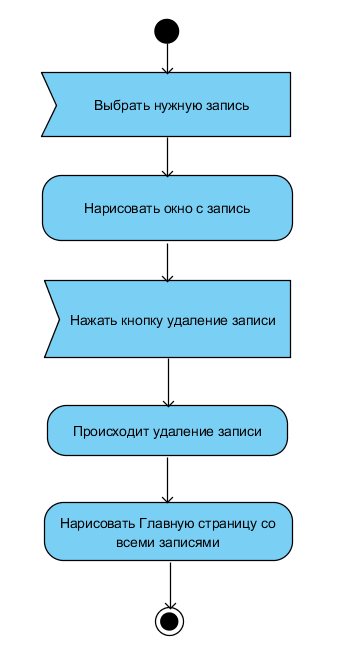 Выбрать нужную запись
Нарисовать окно с запись
Нажать кнопку удаление записи
Происходит удаление записи
Нарисовать Главную страницу со
всеми записями